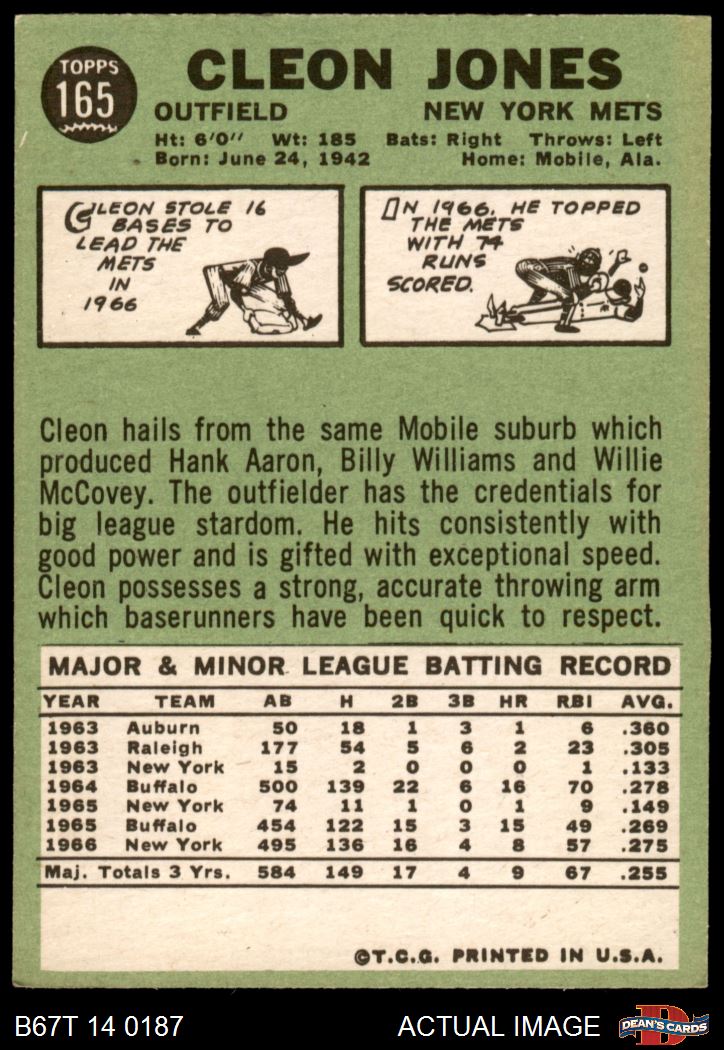 TOPPS
165
CLEON JONES
OUTFIELD NEW YORK METS
Ht: 6'0" Wt: 185 Bats: Right Throws: Left
Born: June 24, 1942 Home: Mobile, Ala.
CLEON STOLE 16
BASES TO
LEAD THE
METS
IN
1966
IN 1966, HE TOPPED
THE METS
WITH 74
RUNS
SCORED.
Cleon hails from the same Mobile suburb which
produced Hank Aaron, Billy Williams and Willie
McCovey. The outfielder has the credentials for
big league stardom. He hits consistently with
good power and is gifted with exceptional speed.
Cleon possesses a strong, accurate throwing arm
which baserunners have been quick to respect.
MAJOR & MINOR LEAGUE BATTING RECORD
YEAR TEAM AB H 2B 3B HR RBI AVG.
1963 Auburn 50 18 1 3 1 6 .360
1963 Raleigh 177 54 5 6 2 23 .305
1963 New York 15 2 0 0 0 1 .133
1964 Buffalo 500 139 22 6 16 70 .278
1965 New York 74 11 1 0 1 9 .149
1965 Buffalo 454 122 15 3 15 49 .269
1966 New York 495 136 16 4 8 57 .275
Maj. Totals 3 Yrs. 584 149 17 4 9 67 .255
©T.C.G. PRINTED IN U.S.A.
B67T 14 0187 ACTUAL IMAGE
D
DEAN'S CARDS